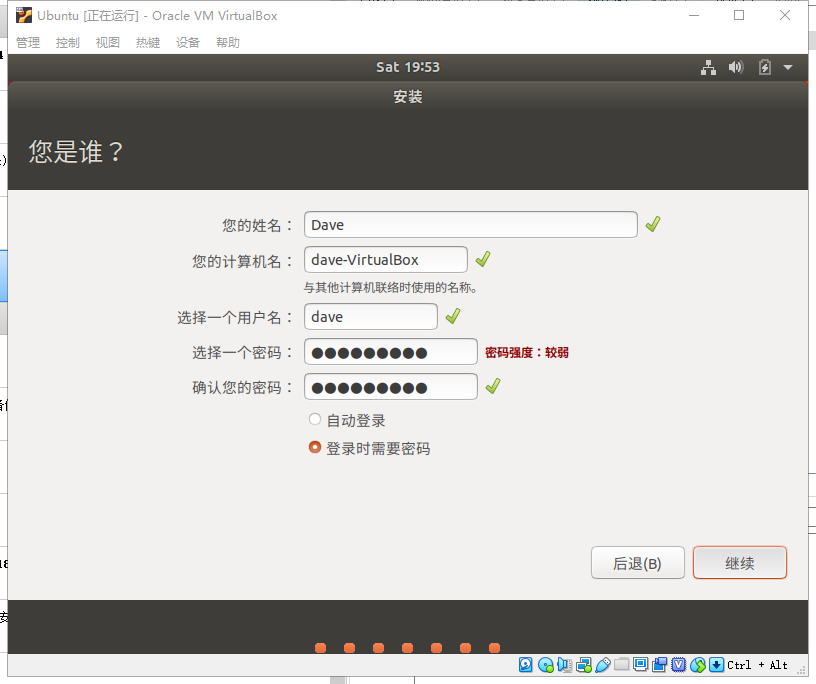 Ubuntu [正在运行] - Oracle VM VirtualBox
管理 控制 视图 热键 设备 帮助
Sat 19:53
安装
您是谁？
您的姓名： Dave
您的计算机名： dave-VirtualBox
与其他计算机联络时使用的名称。
选择一个用户名： dave
选择一个密码： ●●●●●●●●● 密码强度：较弱
确认您的密码： ●●●●●●●●●
自动登录
登录时需要密码
后退(B) 继续
Ctrl + Alt